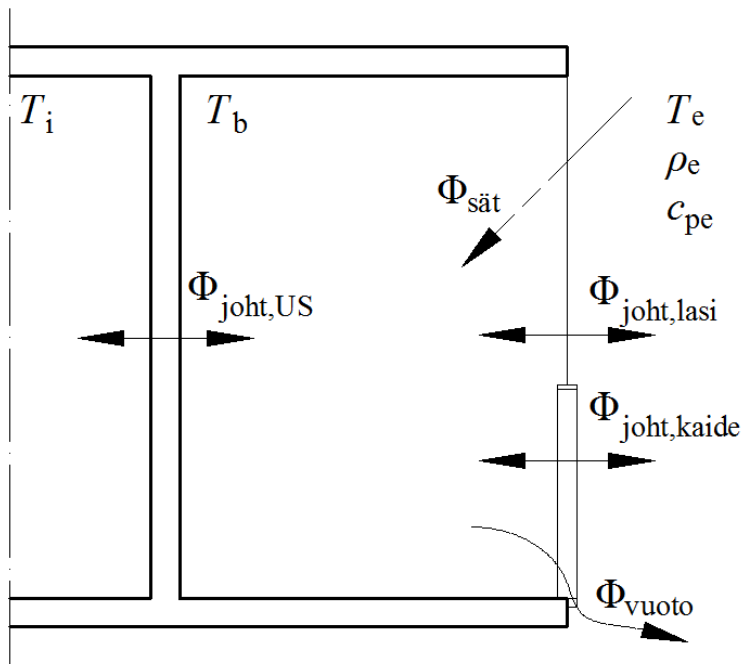 T_i
T_b
T_e
ρ_e
c_pe
Φ_sät
Φ_joht,US
Φ_joht,lasi
Φ_joht,kaide
Φ_vuoto